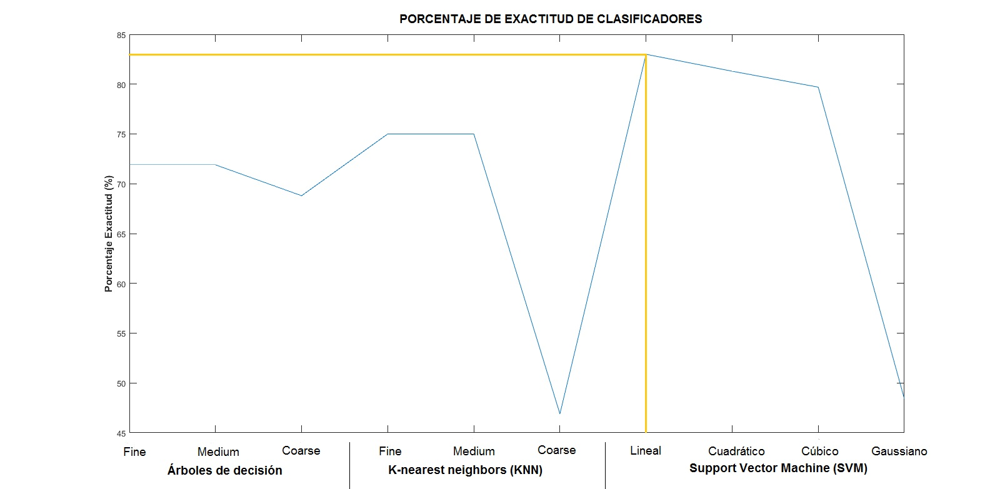 PORCENTAJE DE EXACTITUD DE CLASIFICADORES
Porcentaje Exactitud (%)
85
80
75
70
65
60
55
50
45
Fine Medium Coarse Fine Medium Coarse Lineal Cuadrático Cúbico Gaussiano
Árboles de decisión K-nearest neighbors (KNN) Support Vector Machine (SVM)